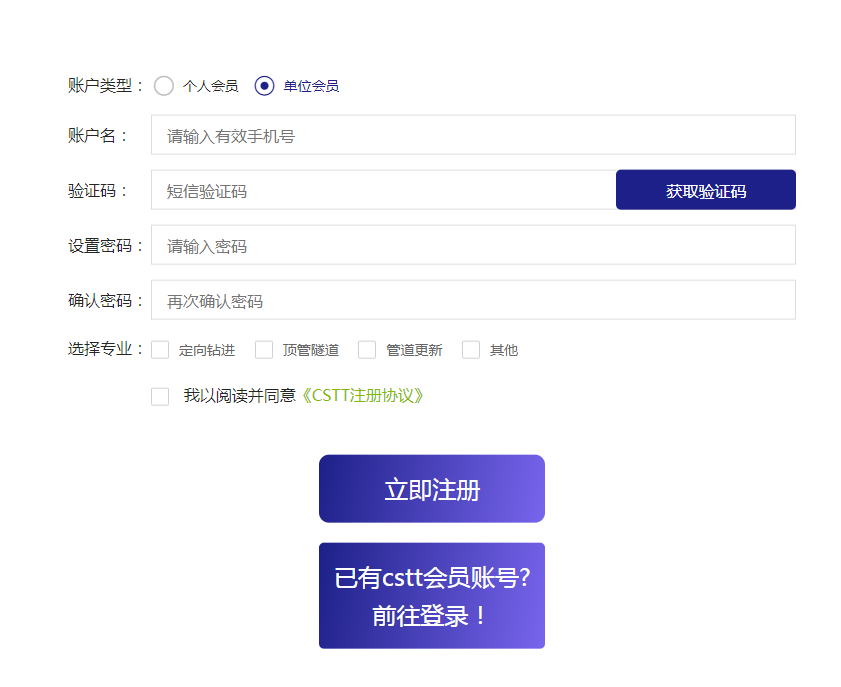 账户类型： 个人会员 单位会员
账户名： 请输入有效手机号
验证码： 短信验证码 获取验证码
设置密码： 请输入密码
确认密码： 再次确认密码
选择专业： 定向钻进 顶管隧道 管道更新 其他
我以阅读并同意《CSTT注册协议》
立即注册
已有cstt会员账号?
前往登录！